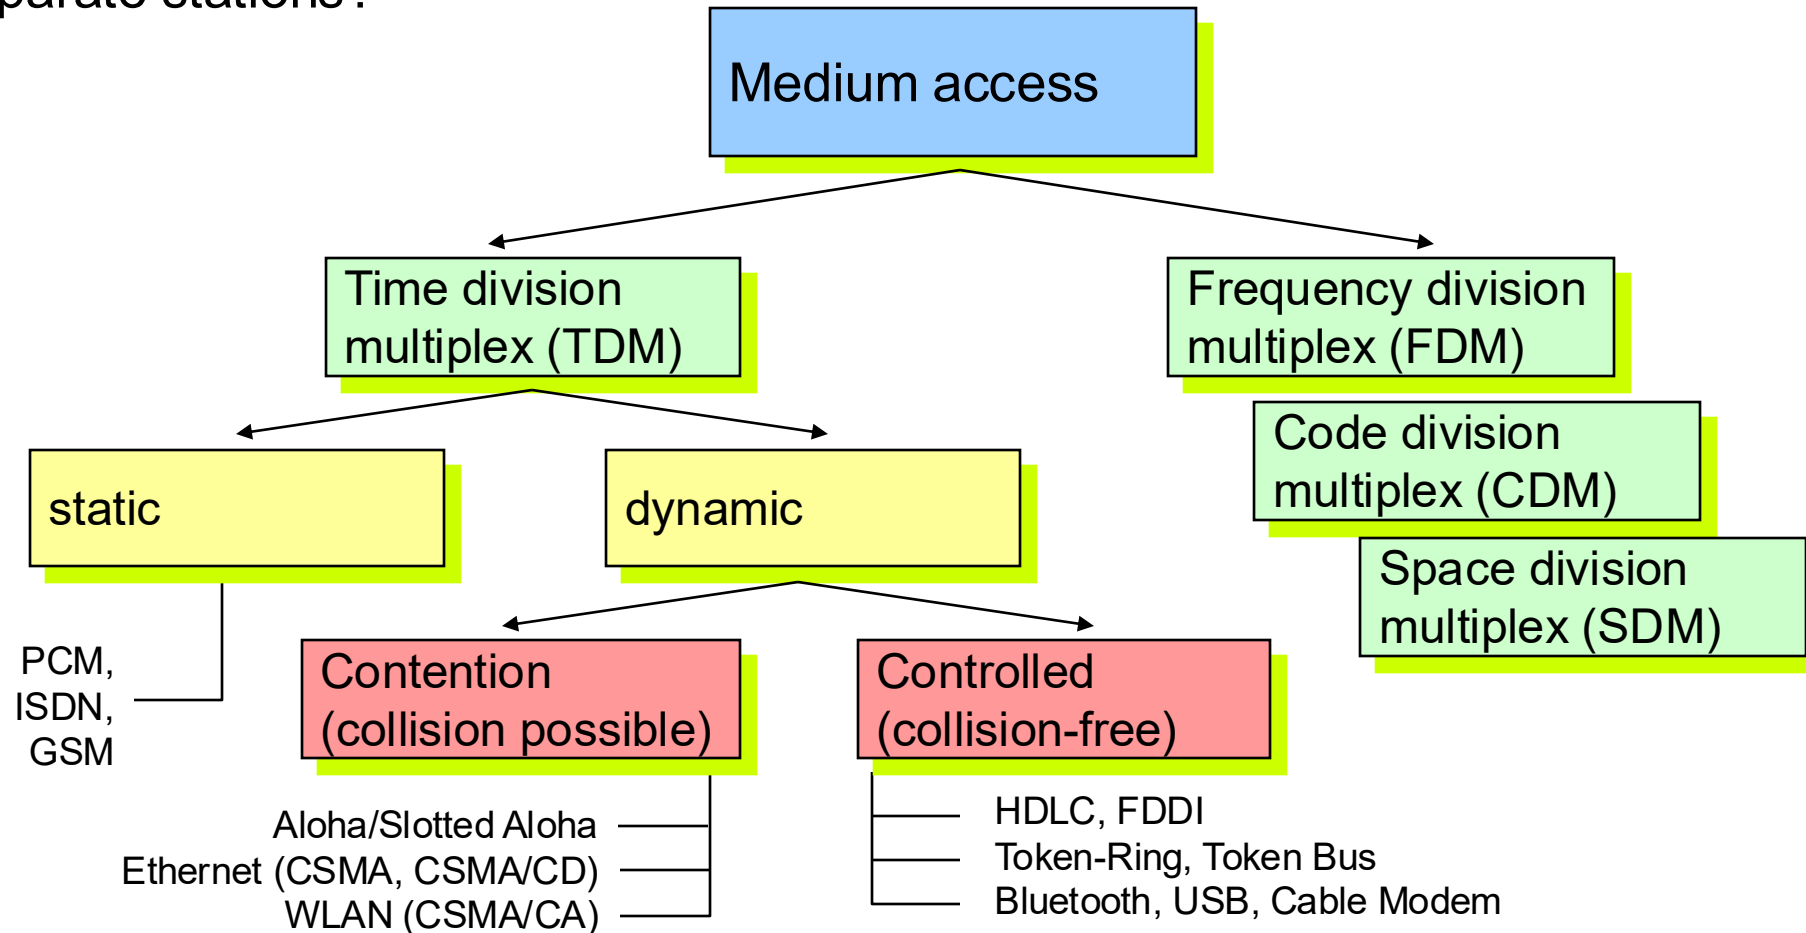 stations?
Medium access
Time division
multiplex (TDM)
Frequency division
multiplex (FDM)
Code division
multiplex (CDM)
static
dynamic
Space division
multiplex (SDM)
PCM,
ISDN,
GSM
Contention
(collision possible)
Controlled
(collision-free)
Aloha/Slotted Aloha
Ethernet (CSMA, CSMA/CD)
WLAN (CSMA/CA)
HDLC, FDDI
Token-Ring, Token Bus
Bluetooth, USB, Cable Modem